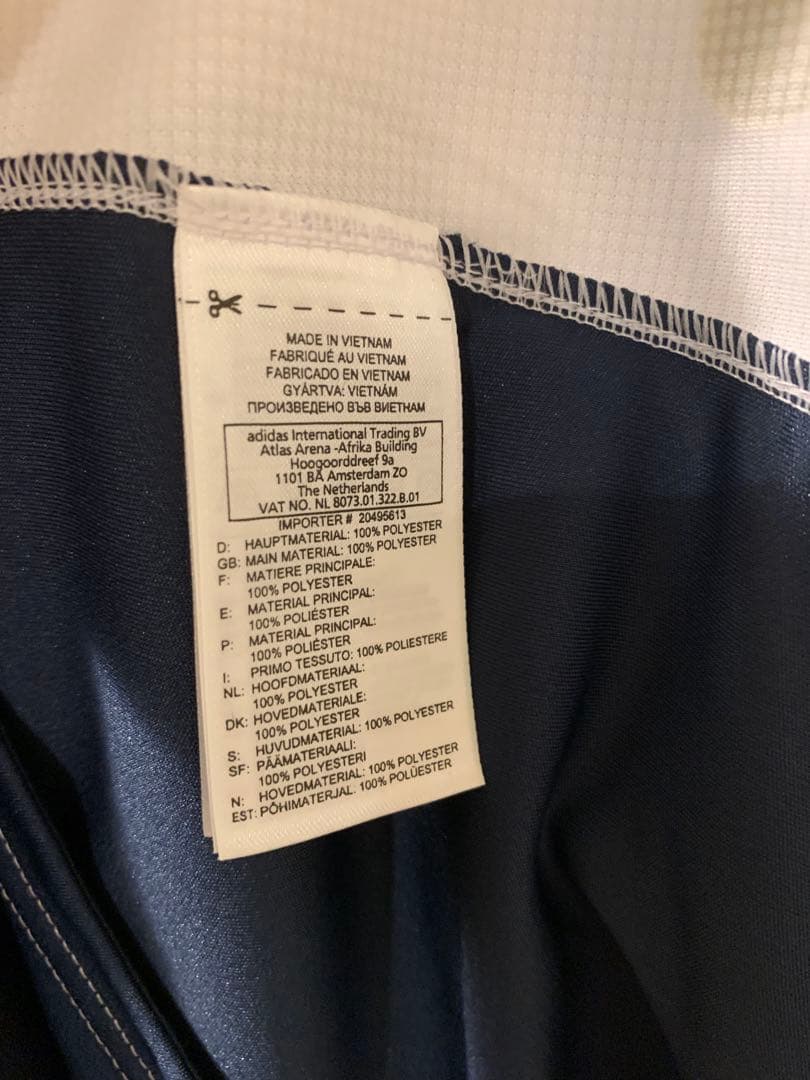 MADE IN VIETNAM
FABRIQUÉ AU VIETNAM
FABRICADO EN VIETNAM
GYÁRTVA: VIETNÁM
ПРОИЗВЕДЕНО ВЪВ ВИЕТНАМ
adidas International Trading BV
Atlas Arena -Afrika Building
Hoogoorddreef 9a
1101 BA Amsterdam ZO
The Netherlands
VAT NO. NL 8073.01.322.B.01
IMPORTER # 20495613
D: HAUPTMATERIAL: 100% POLYESTER
GB: MAIN MATERIAL: 100% POLYESTER
F: MATIERE PRINCIPALE:
100% POLYESTER
E: MATERIAL PRINCIPAL:
100% POLIÉSTER
P: MATERIAL PRINCIPAL:
100% POLIÉSTER
I: PRIMO TESSUTO: 100% POLIESTERE
NL: HOOFDMATERIAAL:
100% POLYESTER
DK: HOVEDMATERIALE:
100% POLYESTER
S: HUVUDMATERIAL: 100% POLYESTER
SF: PÄÄMATERIAALI:
100% POLYESTERI
N: HOVEDMATERIAL: 100% POLYESTER
EST: PÕHIMATERJAL: 100% POLÜESTER